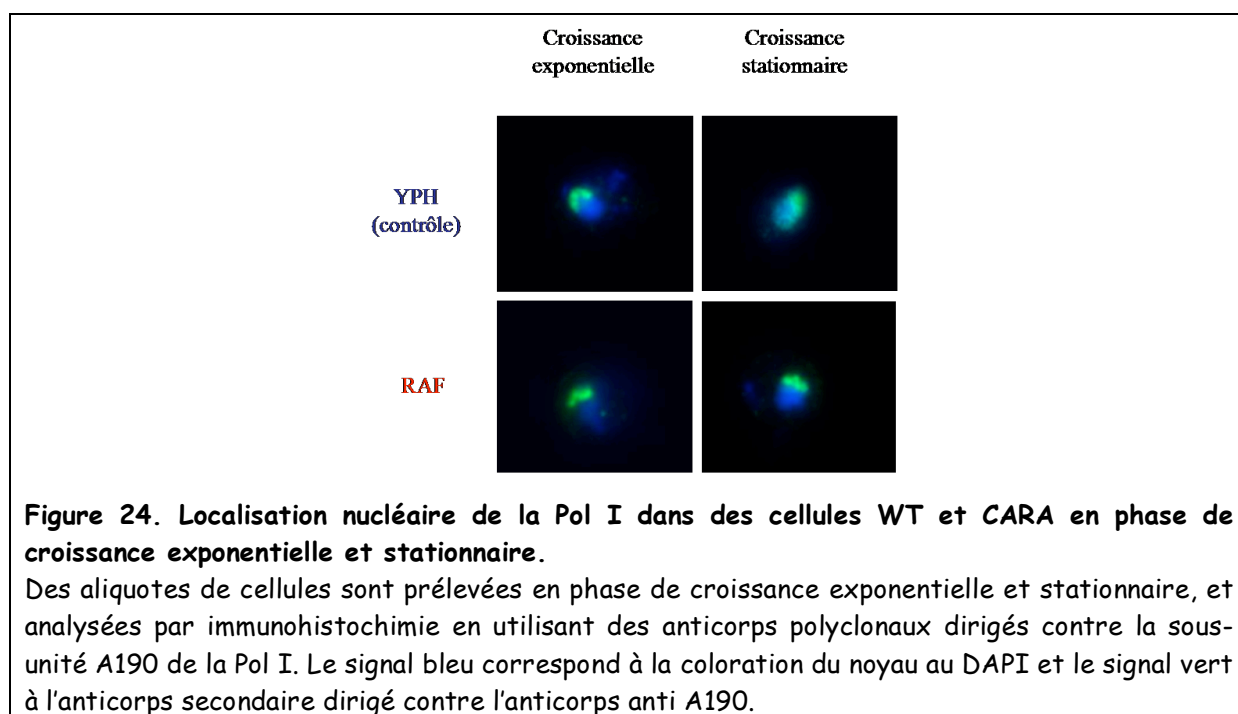 Croissance exponentielle
Croissance stationnaire
YPH
(contrôle)
RAF
Figure 24. Localisation nucléaire de la Pol I dans des cellules WT et CARA en phase de
croissance exponentielle et stationnaire.
Des aliquotes de cellules sont prélevées en phase de croissance exponentielle et stationnaire, et
analysées par immunohistochimie en utilisant des anticorps polyclonaux dirigés contre la sous-
unité A190 de la Pol I. Le signal bleu correspond à la coloration du noyau au DAPI et le signal vert
à l'anticorps secondaire dirigé contre l'anticorps anti A190.